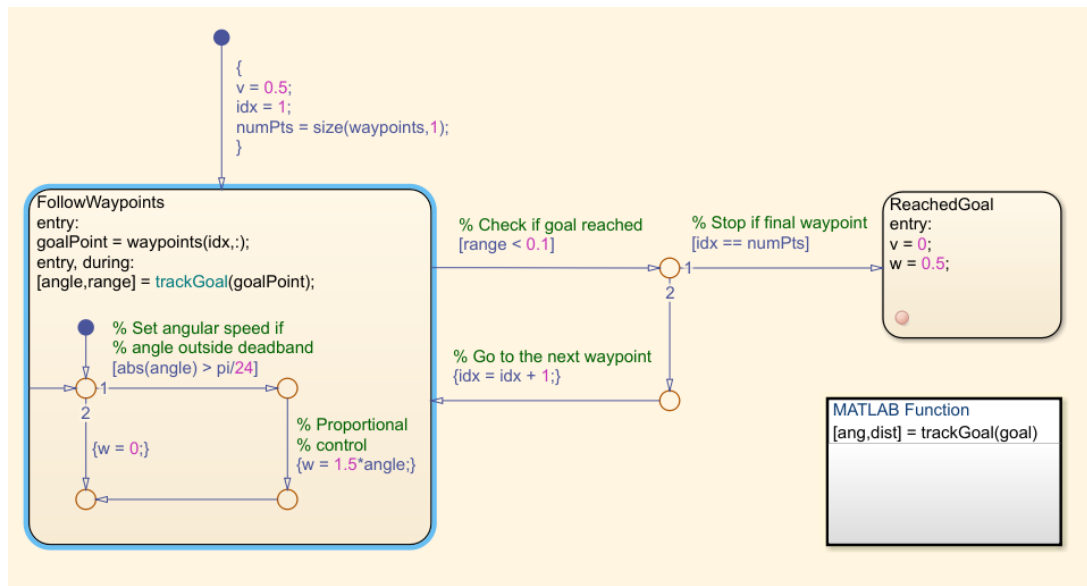 {
v = 0.5;
idx = 1;
numPts = size(waypoints,1);
}
FollowWaypoints
entry:
goalPoint = waypoints(idx,:);
entry, during:
[angle,range] = trackGoal(goalPoint);
% Set angular speed if
% angle outside deadband
[abs(angle) > pi/24]
1
2
{w = 0;}
% Proportional
% control
{w = 1.5*angle;}
% Check if goal reached
[range < 0.1]
% Stop if final waypoint
[idx == numPts]
1
2
% Go to the next waypoint
{idx = idx + 1;}
ReachedGoal
entry:
v = 0;
w = 0.5;
MATLAB Function
[ang,dist] = trackGoal(goal)